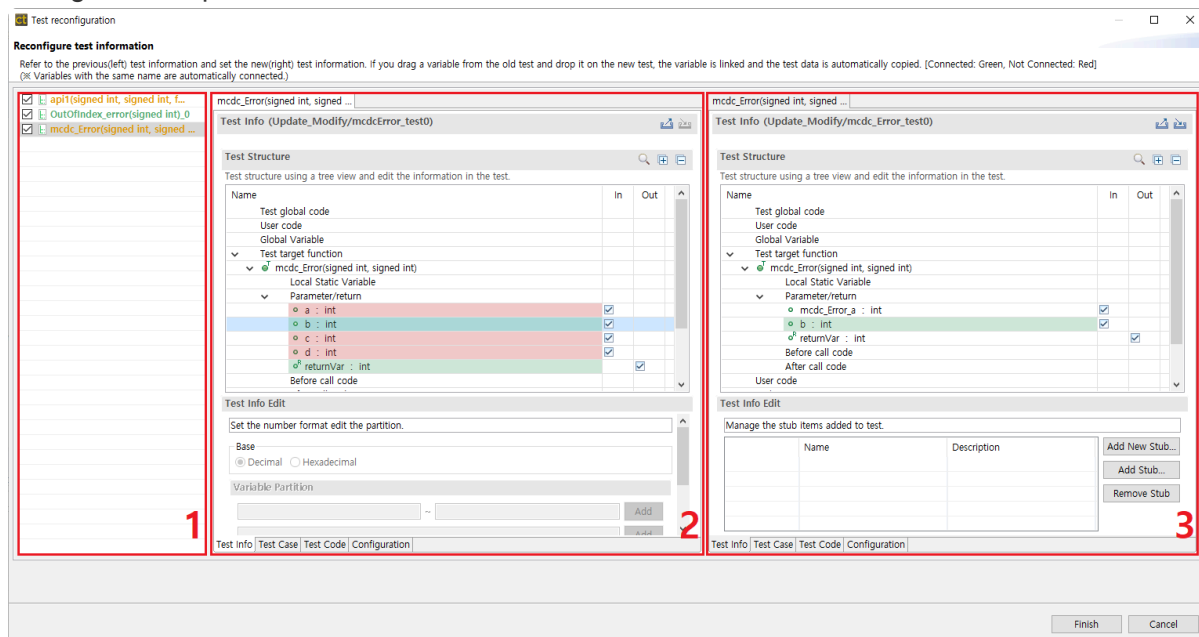 Test reconfiguration
Reconfigure test information
Refer to the previous(left) test information and set the new(right) test information. If you drag a variable from the old test and drop it on the new test, the variable is linked and the test data is automatically copied. [Connected: Green, Not Connected: Red]
(※ Variables with the same name are automatically connected.)
api1(signed int, signed int, f...
OutOfIndex_error(signed int)_0
mcdc_Error(signed int, signed ...
1
mcdc_Error(signed int, signed ...
Test Info (Update_Modify/mcdcError_test0)
Test Structure
Test structure using a tree view and edit the information in the test.
Name In Out
Test global code
User code
Global Variable
Test target function
mcdc_Error(signed int, signed int)
Local Static Variable
Parameter/return
a : int
b : int
c : int
d : int
returnVar : int
Before call code
Test Info Edit
Set the number format edit the partition.
Base
Decimal Hexadecimal
Variable Partition
~ Add
Add
2
Test Info Test Case Test Code Configuration
mcdc_Error(signed int, signed ...
Test Info (Update_Modify/mcdc_Error_test0)
Test Structure
Test structure using a tree view and edit the information in the test.
Name In Out
Test global code
User code
Global Variable
Test target function
mcdc_Error(signed int, signed int)
Local Static Variable
Parameter/return
mcdc_Error_a : int
b : int
returnVar : int
Before call code
After call code
User code
Test Info Edit
Manage the stub items added to test.
Name Description
Add New Stub...
Add Stub...
Remove Stub
3
Test Info Test Case Test Code Configuration
Finish Cancel